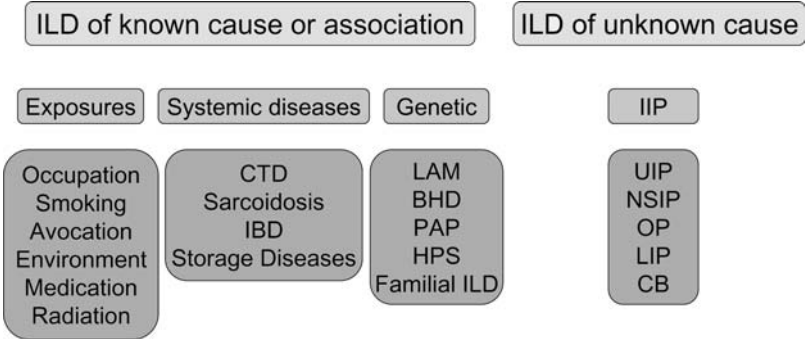 ILD of known cause or association
ILD of unknown cause
Exposures
Systemic diseases
Genetic
IIP
Occupation
Smoking
Avocation
Environment
Medication
Radiation
CTD
Sarcoidosis
IBD
Storage Diseases
LAM
BHD
PAP
HPS
Familial ILD
UIP
NSIP
OP
LIP
CB